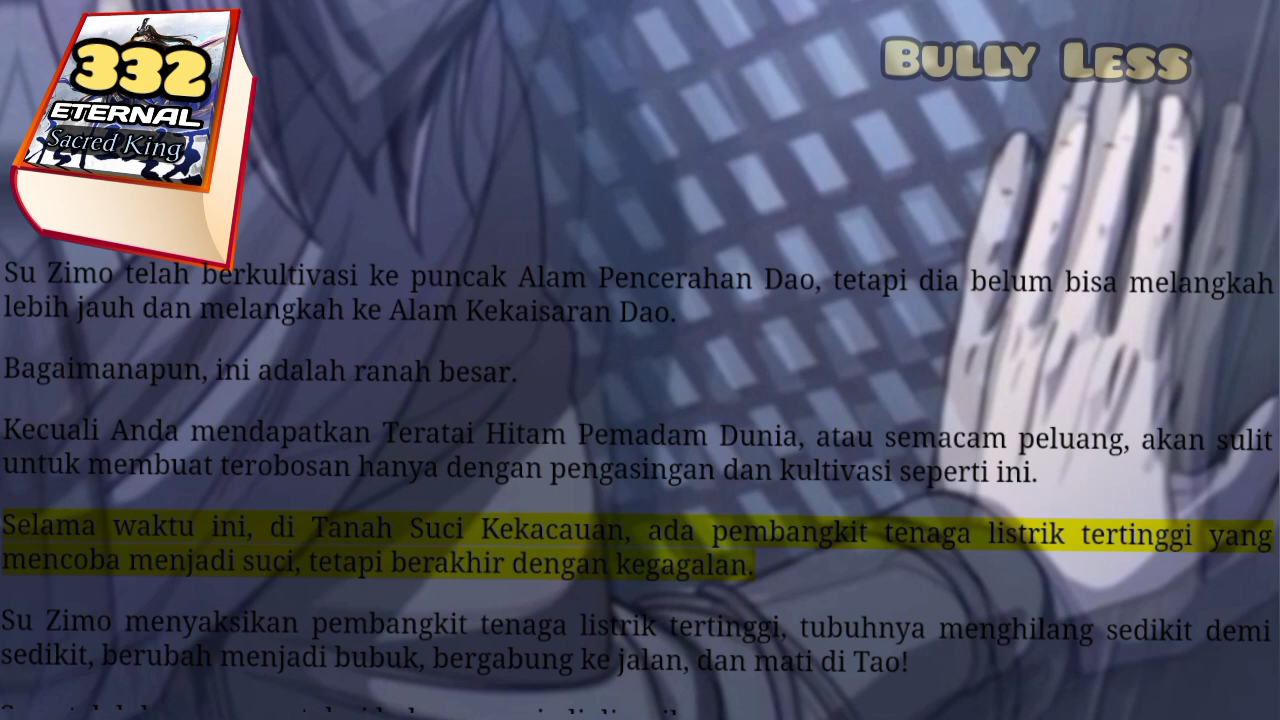 332
ETERNAL
Sacred King
BULLY LESS
Su Zimo telah berkultivasi ke puncak Alam Pencerahan Dao, tetapi dia belum bisa melangkah
lebih jauh dan melangkah ke Alam Kekaisaran Dao.
Bagaimanapun, ini adalah ranah besar.
Kecuali Anda mendapatkan Teratai Hitam Pemadam Dunia, atau semacam peluang, akan sulit
untuk membuat terobosan hanya dengan pengasingan dan kultivasi seperti ini.
Selama waktu ini, di Tanah Suci Kekacauan, ada pembangkit tenaga listrik tertinggi yang
mencoba menjadi suci, tetapi berakhir dengan kegagalan.
Su Zimo menyaksikan pembangkit tenaga listrik tertinggi, tubuhnya menghilang sedikit demi
sedikit, berubah menjadi bubuk, bergabung ke jalan, dan mati di Tao!